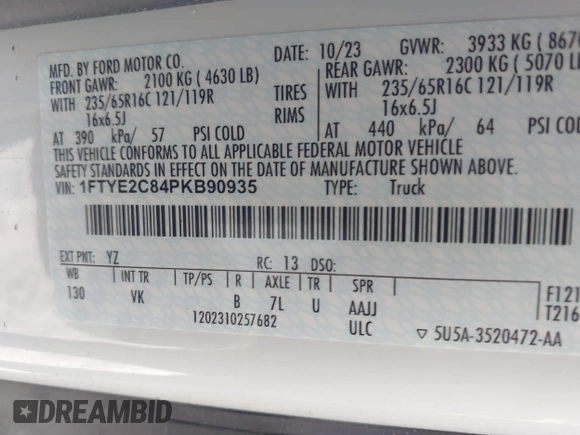 MFD. BY FORD MOTOR CO.
DATE: 10/23 GVWR: 3933 KG ( 8670
FRONT GAWR: 2100 KG ( 4630 LB) REAR GAWR: 2300 KG ( 5070 LB
WITH 235/65R16C 121/119R TIRES WITH 235/65R16C 121/119R TIRES
16x6.5J RIMS 16x6.5J
AT 390 kPa/ 57 PSI COLD AT 440 kPa/ 64 PSI COLD
THIS VEHICLE CONFORMS TO ALL APPLICABLE FEDERAL MOTOR VEHICLE
SAFETY STANDARDS IN EFFECT ON THE DATE OF MANUFACTURE SHOWN ABOVE.
VIN: 1FTYE2C84PKB90935 TYPE: Truck
EXT PNT: YZ RC: 13 DSO:
WB INT TR TP/PS R AXLE TR SPR
130 VK B 7L U AAJJ
F121
1202310257682 ULC
T216
▽ 5U5A-3520472-AA
DREAMBID